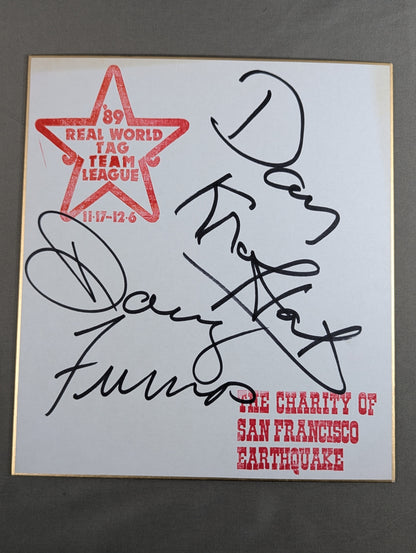 '89
REAL WORLD
TAG
TEAM
LEAGUE
11·17-12·6
Dan
Kroffat
Doug
Furnas
THE CHARITY OF
SAN FRANCISCO
EARTHQUAKE